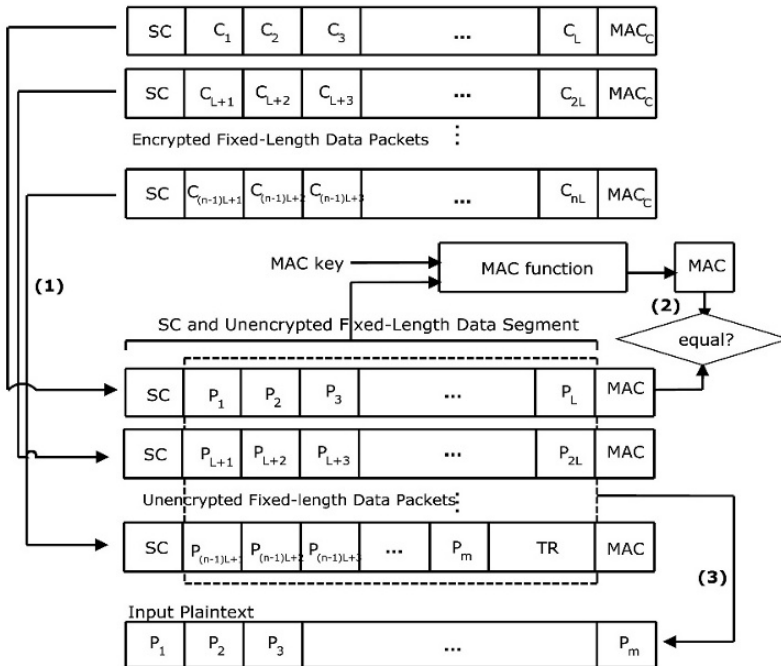 SC C1 C2 C3 ... CL MACC
SC CL+1 CL+2 CL+3 ... C2L MACC
Encrypted Fixed-Length Data Packets ⋮
SC C(n-1)L+1 C(n-1)L+2 C(n-1)L+3 ... CnL MACC
MAC key MAC function MAC
(1)
(2)
SC and Unencrypted Fixed-Length Data Segment
equal?
SC P1 P2 P3 ... PL MAC
SC PL+1 PL+2 PL+3 ... P2L MAC
Unencrypted Fixed-length Data Packets ⋮
SC P(n-1)L+1 P(n-1)L+2 P(n-1)L+3 ... Pm TR MAC
(3)
Input Plaintext
P1 P2 P3 ... Pm